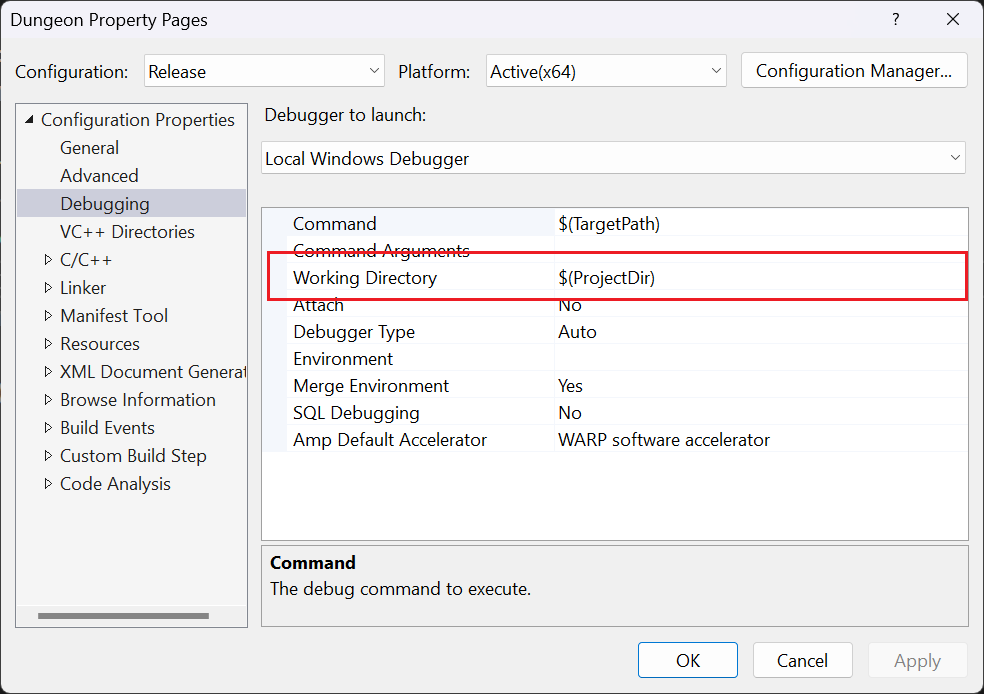 Dungeon Property Pages
?
Configuration: Release Platform: Active(x64) Configuration Manager...
Configuration Properties
General
Advanced
Debugging
VC++ Directories
C/C++
Linker
Manifest Tool
Resources
XML Document Generat
Browse Information
Build Events
Custom Build Step
Code Analysis
Debugger to launch:
Local Windows Debugger
Command $(TargetPath)
Command Arguments
Working Directory $(ProjectDir)
Attach No
Debugger Type Auto
Environment
Merge Environment Yes
SQL Debugging No
Amp Default Accelerator WARP software accelerator
Command
The debug command to execute.
OK Cancel Apply